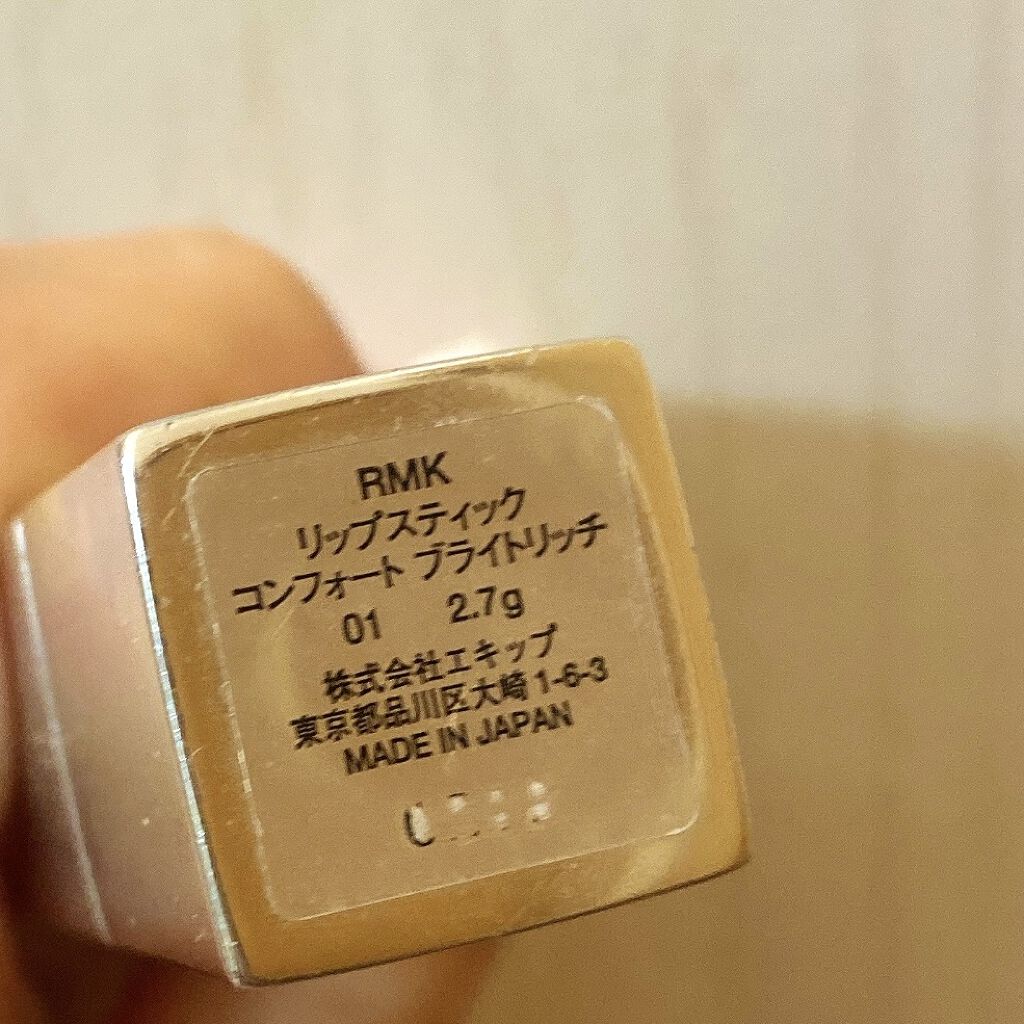 RMK
リップスティック
コンフォート ブライトリッチ
01 2.7g
株式会社エキップ
東京都品川区大崎1-6-3
MADE IN JAPAN